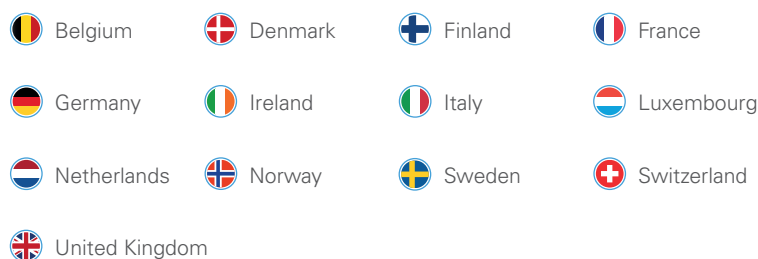 Belgium Denmark Finland France
Germany Ireland Italy Luxembourg
Netherlands Norway Sweden Switzerland
United Kingdom